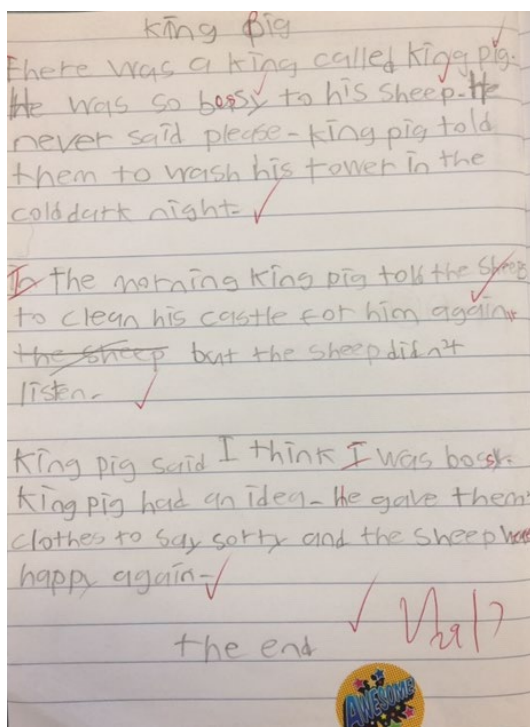 King pig
there was a king called king pig.
He was so bossy to his sheep. He
never said please. king pig told
them to wash his tower in the
cold dark night.
In the morning king pig told the sheep
to clean his castle for him again
the sheep but the sheep didn't
listen.
King pig said I think I was bossy.
king pig had an idea. He gave them
clothes to say sorry and the sheep was
happy again.
the end
AWESOME